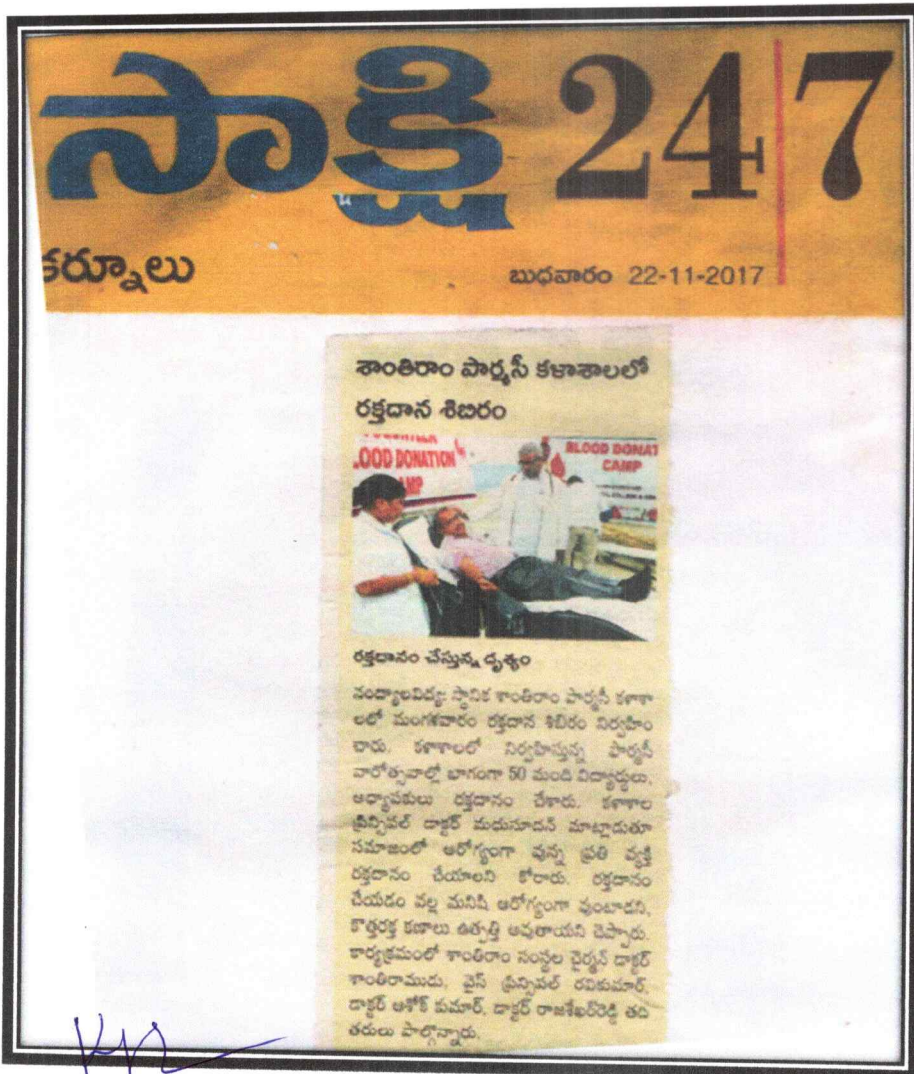 సాక్షి 24|7
కర్నూలు
బుధవారం 22-11-2017
శాంతిరాం పార్మసీ కళాశాలలో
రక్తదాన శిబిరం
LOOD DONATION
AMP
BLOOD DONAT
CAMP
రక్తదానం చేస్తున్న దృశ్యం
నంద్యాలవిద్య: స్థానిక శాంతిరాం పార్మసీ కళాశా
లలో మంగళవారం రక్తదాన శిబిరం నిర్వహిం
చారు. కళాశాలలో నిర్వహిస్తున్న ఫార్మసీ
వారోత్సవాల్లో భాగంగా 50 మంది విద్యార్థులు,
అధ్యాపకులు రక్తదానం చేశారు. కళాశాల
ప్రిన్సిపల్ డాక్టర్ మధుసూదన్ మాట్లాడుతూ
సమాజంలో ఆరోగ్యంగా వున్న ప్రతి వ్యక్తి
రక్తదానం చేయాలని కోరారు. రక్తదానం
చేయడం వల్ల మనిషి ఆరోగ్యంగా వుంటాడని,
కొత్తరక్త కణాలు ఉత్పత్తి అవుతాయని చెప్పారు.
కార్యక్రమంలో శాంతిరాం సంస్థల చైర్మన్ డాక్టర్
శాంతిరాముడు, వైస్ ప్రిన్సిపల్ రవికుమార్,
డాక్టర్ అశోక్ కుమార్, డాక్టర్ రాజశేఖర్‌రెడ్డి తది
తరులు పాల్గొన్నారు.